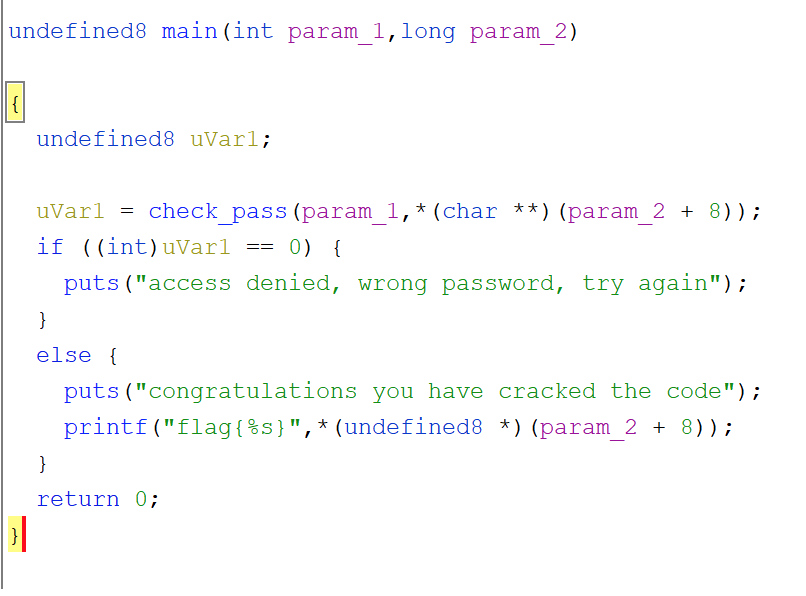 undefined8 main(int param_1,long param_2)
{
undefined8 uVar1;
uVar1 = check_pass(param_1,*(char **)(param_2 + 8));
if ((int)uVar1 == 0) {
puts("access denied, wrong password, try again");
}
else {
puts("congratulations you have cracked the code");
printf("flag{%s}",*(undefined8 *)(param_2 + 8));
}
return 0;
}